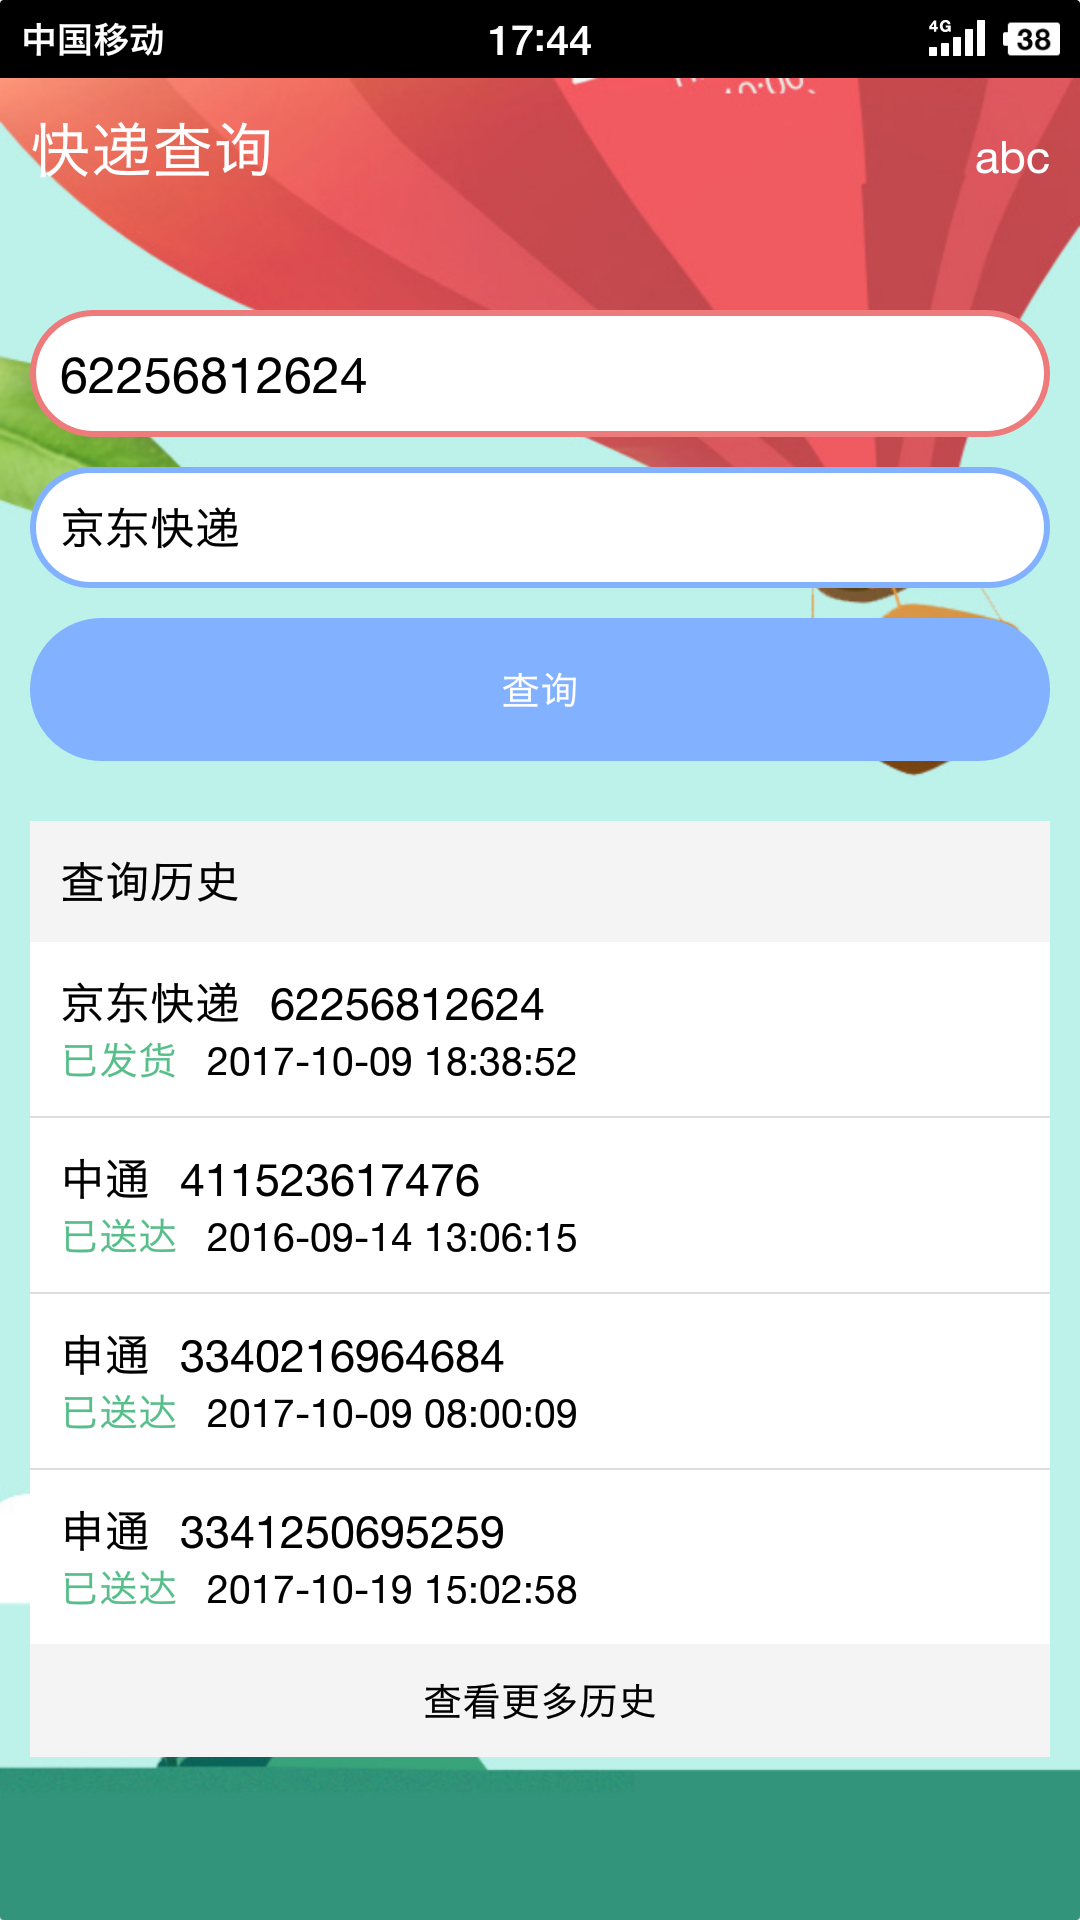 中国移动 17:44 4G 38
快递查询 abc
62256812624
京东快递
查询
查询历史
京东快递 62256812624
已发货 2017-10-09 18:38:52
中通 411523617476
已送达 2016-09-14 13:06:15
申通 3340216964684
已送达 2017-10-09 08:00:09
申通 3341250695259
已送达 2017-10-19 15:02:58
查看更多历史